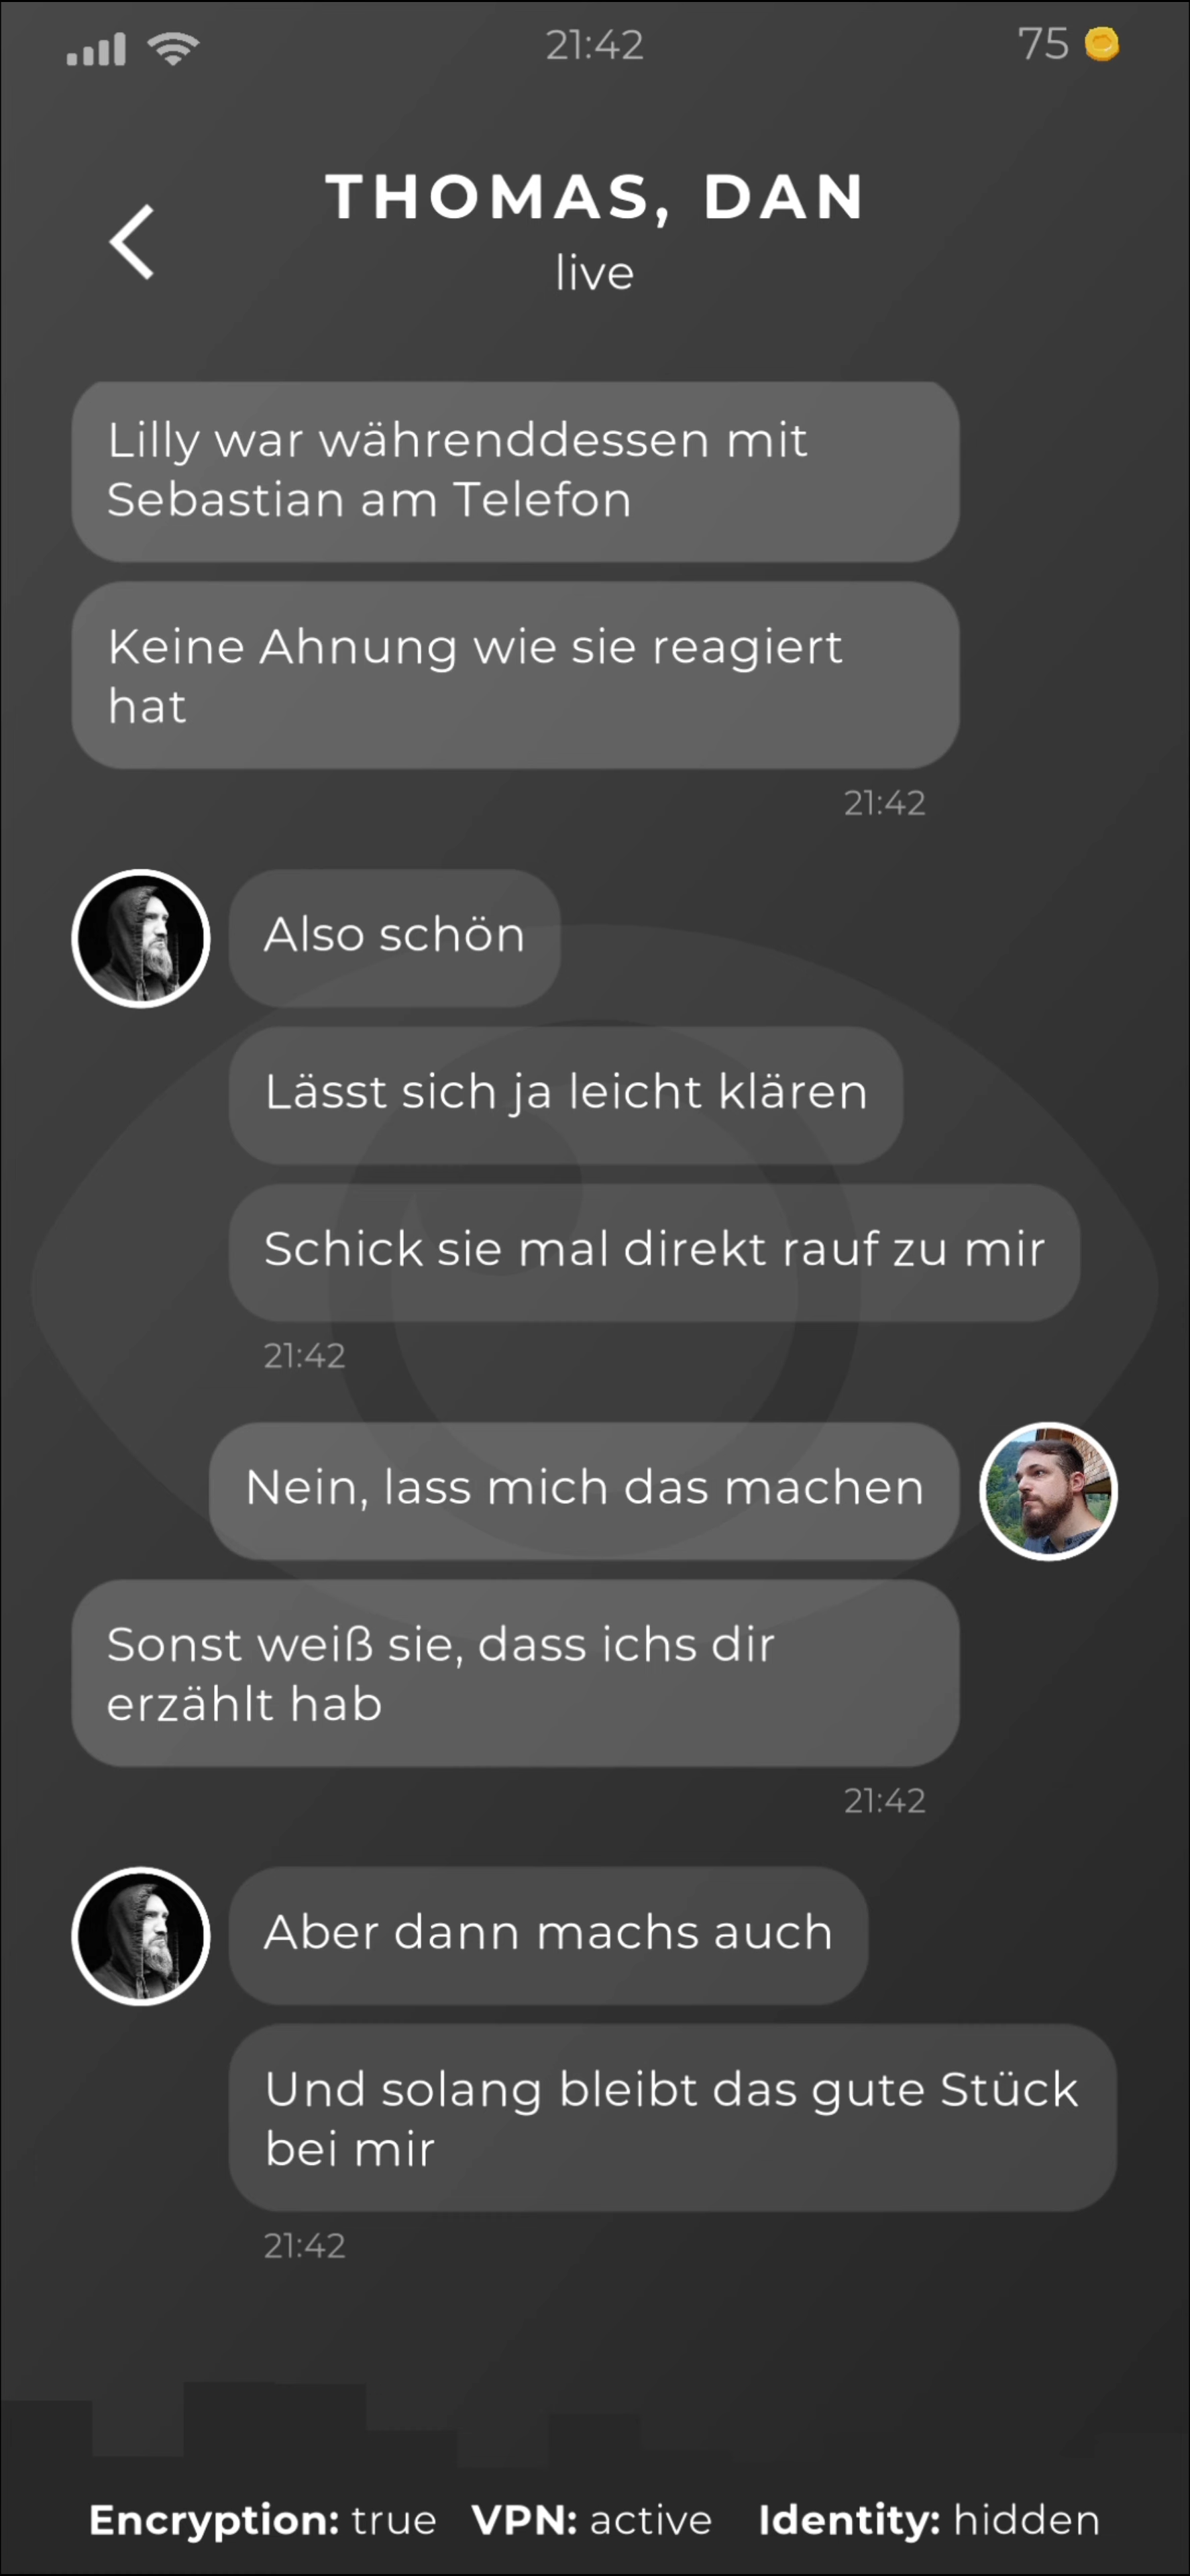 21:42
75
THOMAS, DAN
live
Lilly war währenddessen mit
Sebastian am Telefon
Keine Ahnung wie sie reagiert
hat
21:42
Also schön
Lässt sich ja leicht klären
Schick sie mal direkt rauf zu mir
21:42
Nein, lass mich das machen
Sonst weiß sie, dass ichs dir
erzählt hab
21:42
Aber dann machs auch
Und solang bleibt das gute Stück
bei mir
21:42
Encryption: true VPN: active Identity: hidden